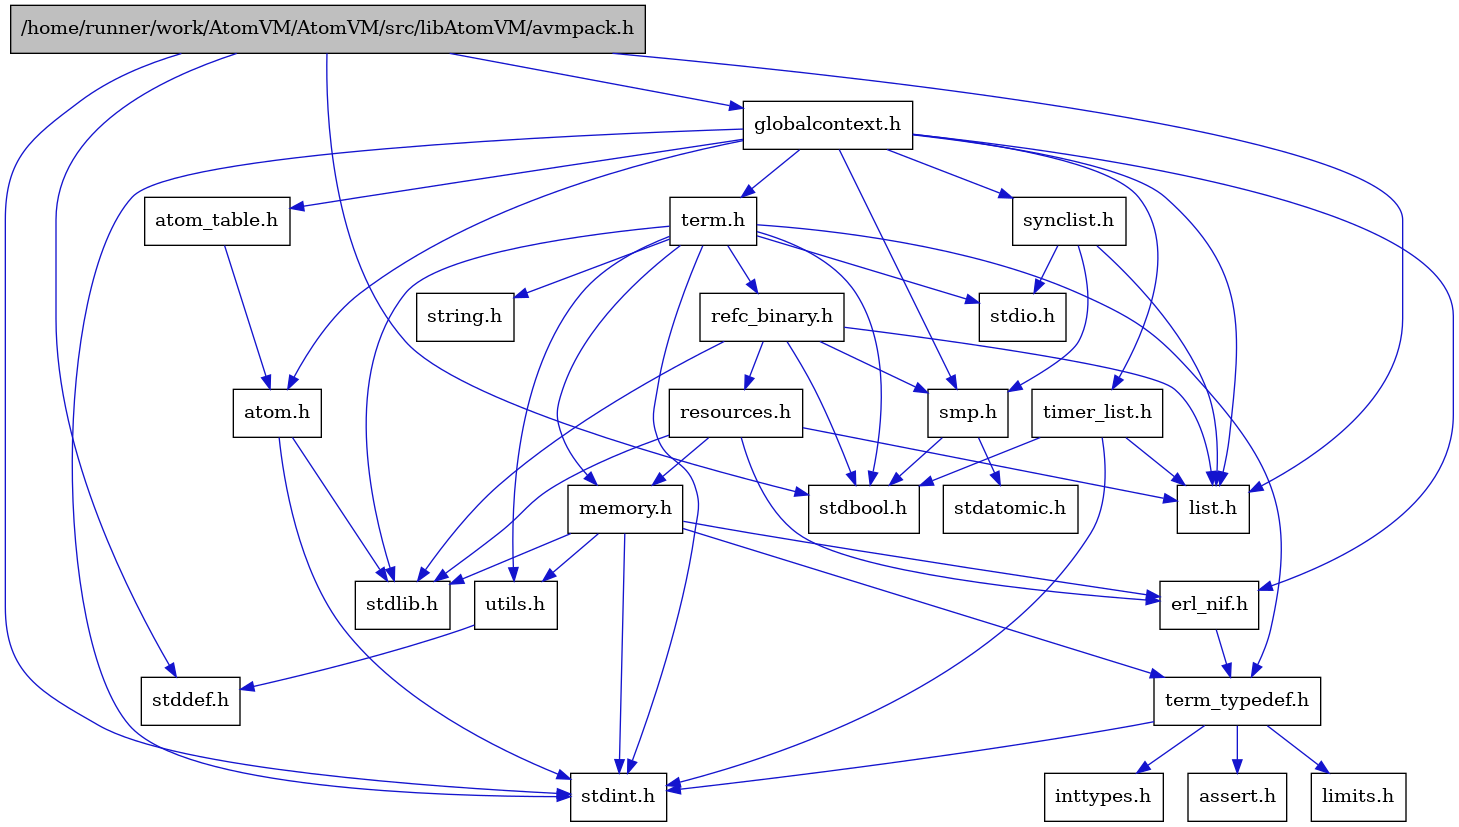 /home/runner/work/AtomVM/AtomVM/src/libAtomVM/avmpack.h
globalcontext.h
atom_table.h
term.h
synclist.h
string.h
refc_binary.h
stdio.h
atom.h
resources.h
smp.h
timer_list.h
memory.h
stdbool.h
stdatomic.h
list.h
stdlib.h
utils.h
erl_nif.h
stddef.h
term_typedef.h
stdint.h
inttypes.h
assert.h
limits.h